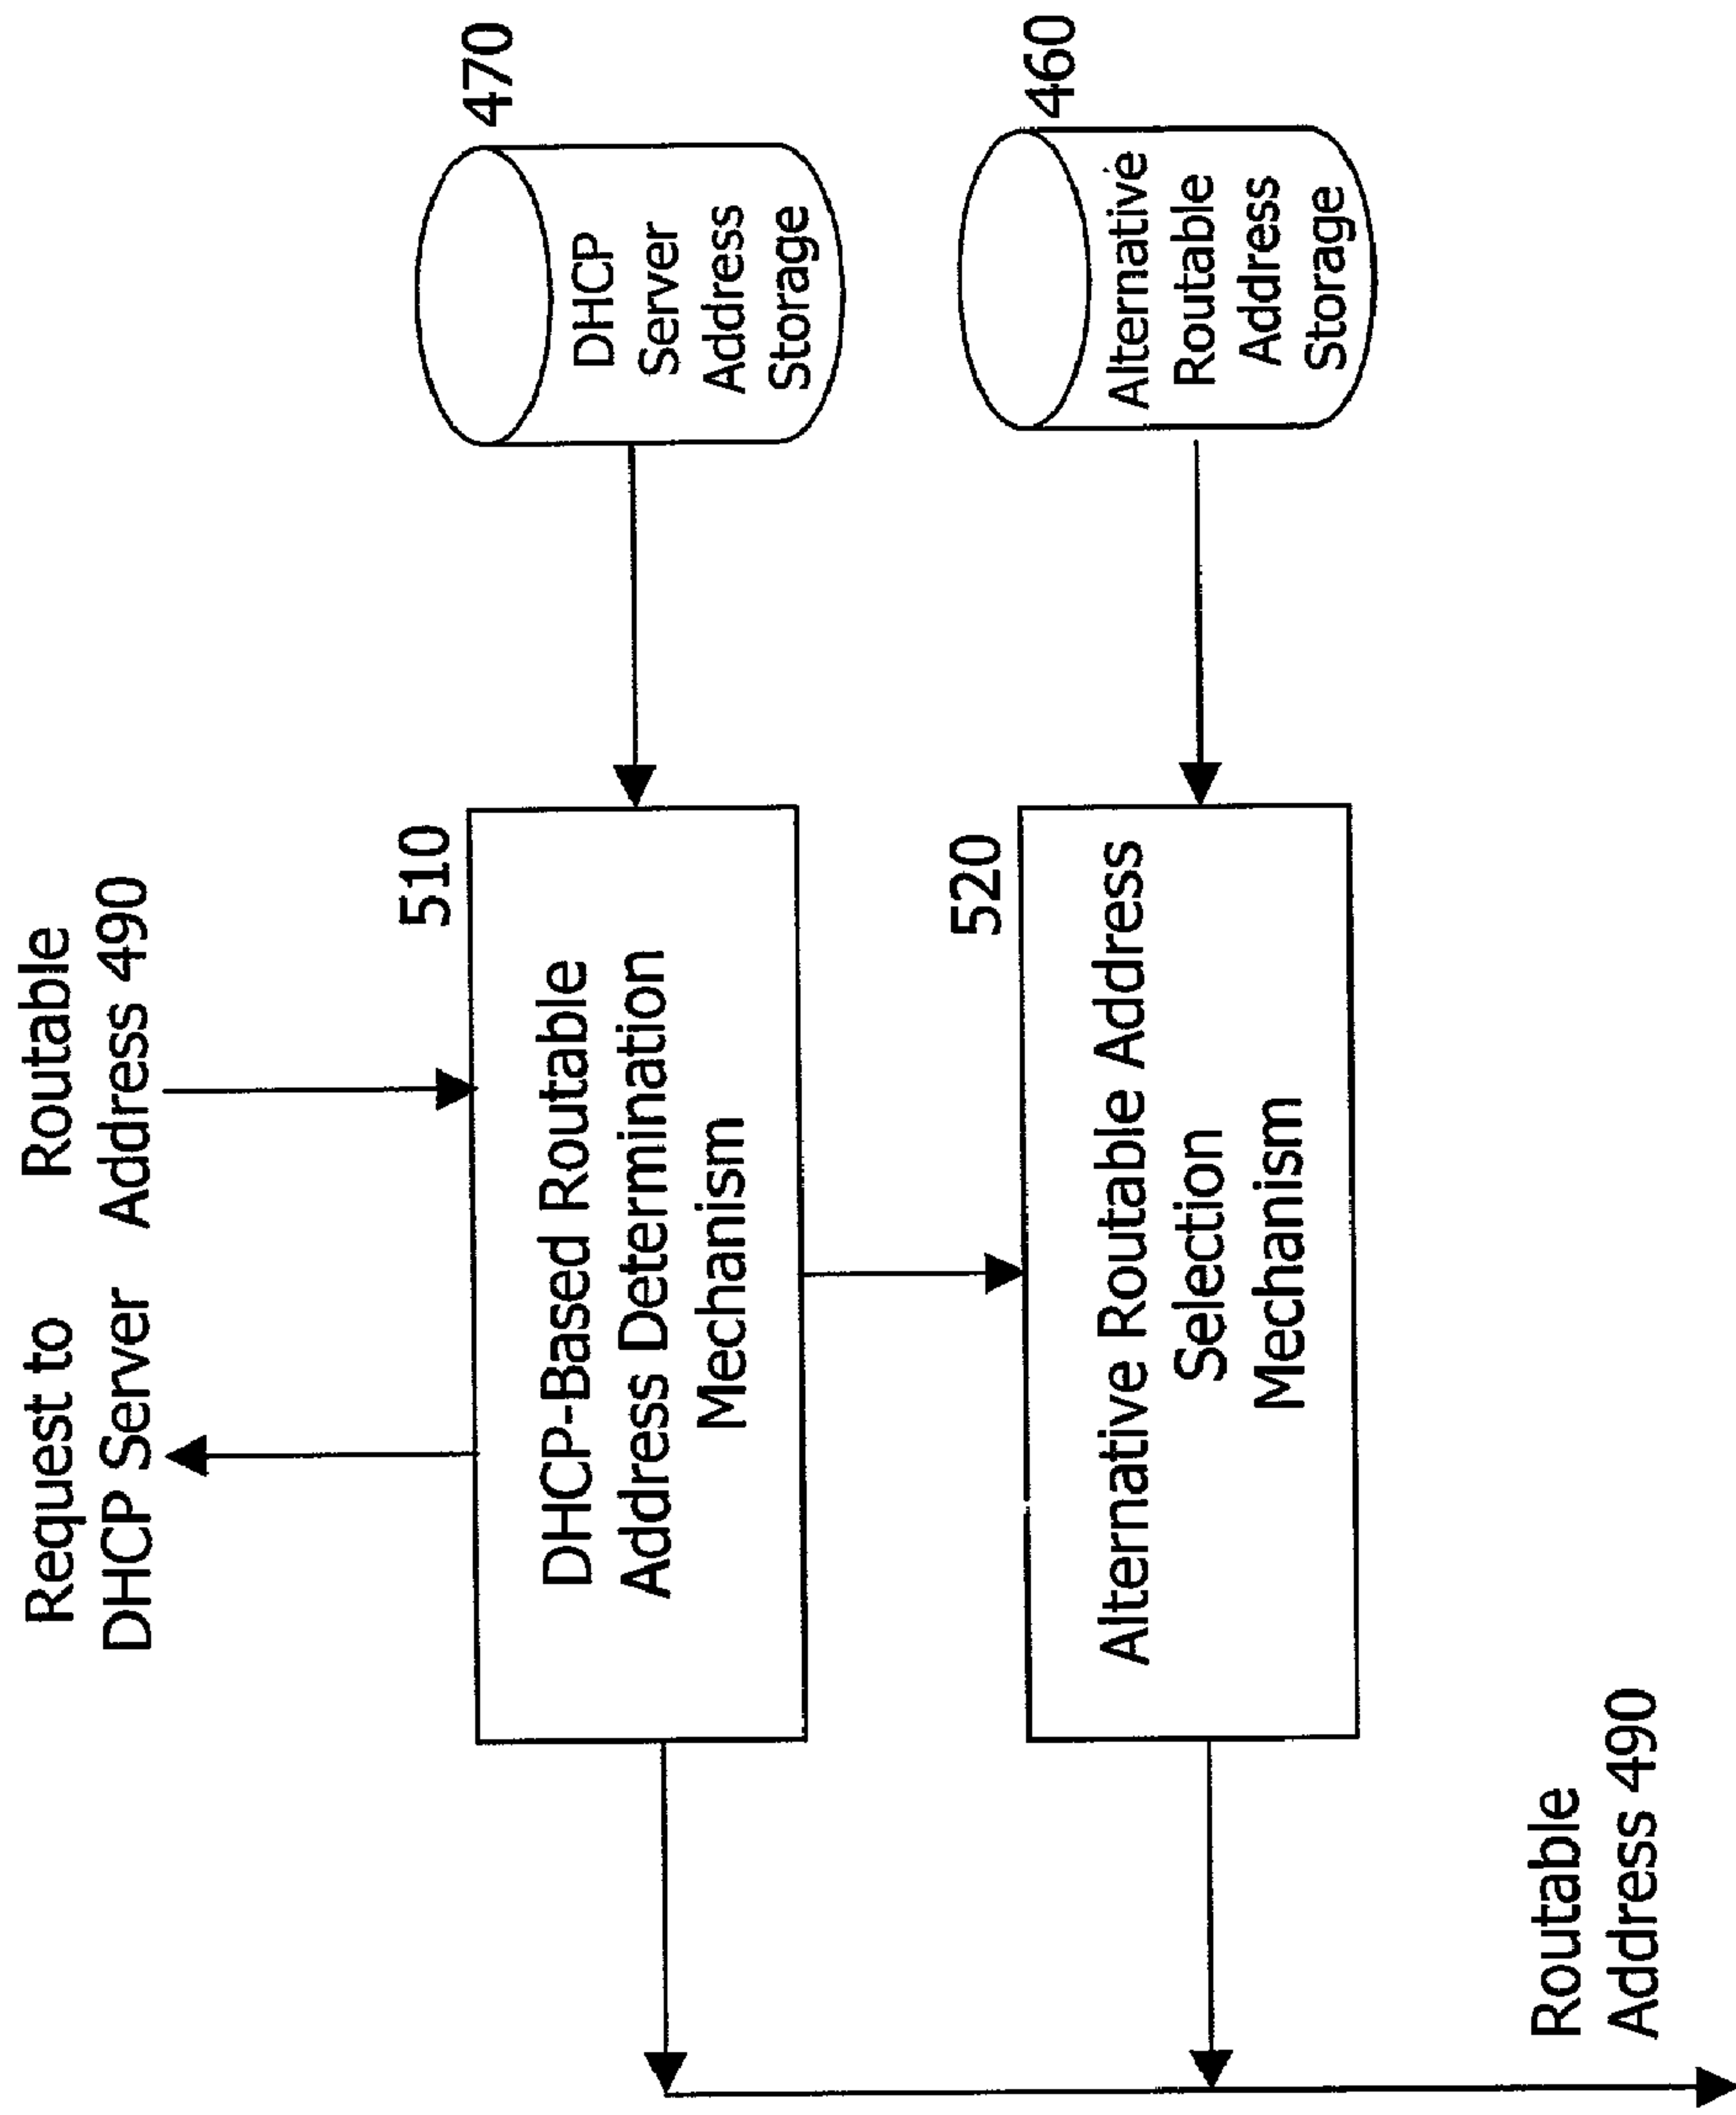 Request to
DHCP Server
Routable
Address 490
510
DHCP-Based Routable
Address Determination
Mechanism
470
DHCP
Server
Address
Storage
520
Alternative Routable Address
Selection
Mechanism
460
Alternative
Routable
Address
Storage
Routable
Address 490